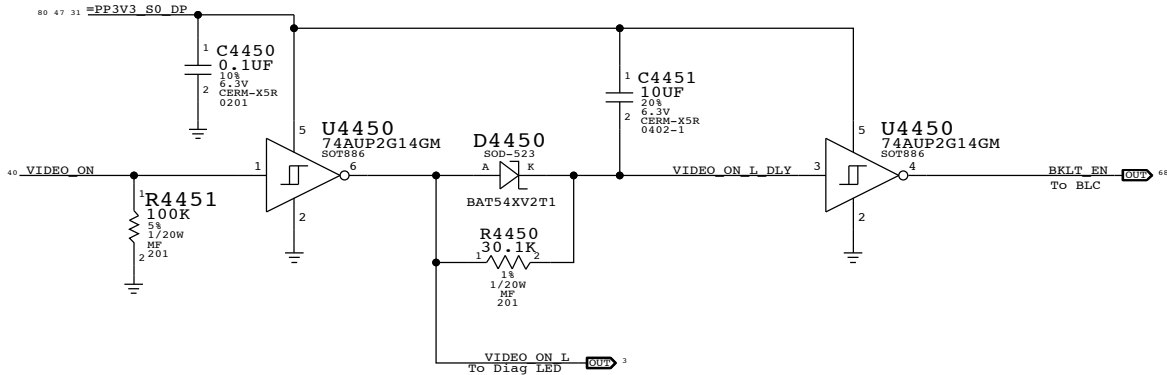 80 47 31 =PP3V3_S0_DP
1
C4450
0.1UF
10%
6.3V
CERM-X5R
0201
2
1
C4451
10UF
20%
6.3V
CERM-X5R
0402-1
2
5
U4450
74AUP2G14GM
SOT886
D4450
SOD-523
5
U4450
74AUP2G14GM
SOT886
40 VIDEO_ON
1
6
A
K
VIDEO_ON_L_DLY
3
4
BKLT_EN
OUT 68
To BLC
1
R4451
100K
5%
1/20W
MF
201
2
2
BAT54XV2T1
2
R4450
30.1K
1
2
1%
1/20W
MF
201
VIDEO_ON_L
OUT 3
To Diag LED